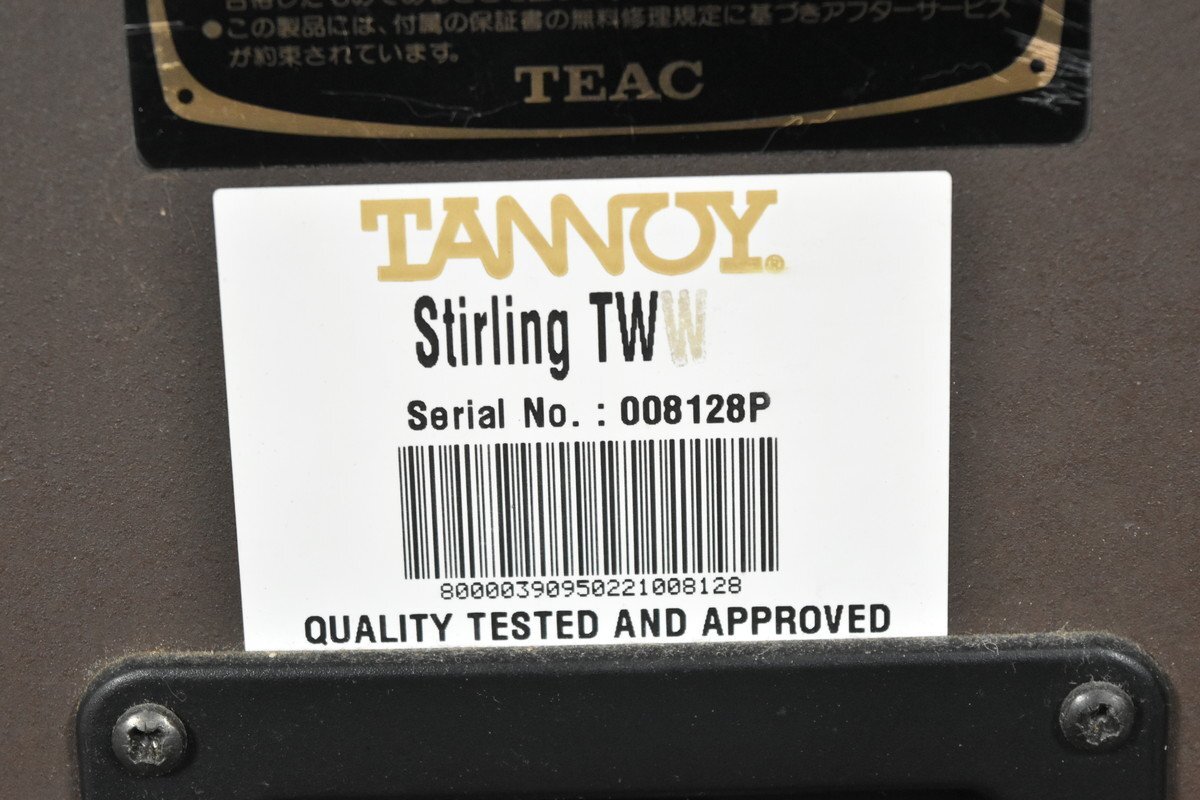 ●この製品には、付属の保証書の無料修理規定に基づきアフターサービス
が約束されています。
TEAC
TANNOY®
Stirling TWW
Serial No. : 008128P
80000390950221008128
QUALITY TESTED AND APPROVED